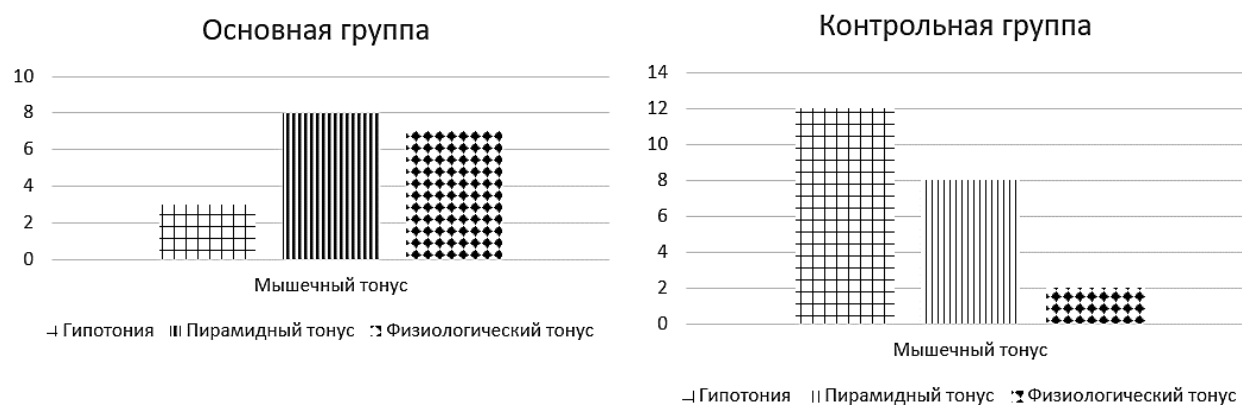 Основная группа
10
8
6
4
2
0
Мышечный тонус
Гипотония Пирамидный тонус Физиологический тонус
Контрольная группа
14
12
10
8
6
4
2
0
Мышечный тонус
Гипотония Пирамидный тонус Физиологический тонус